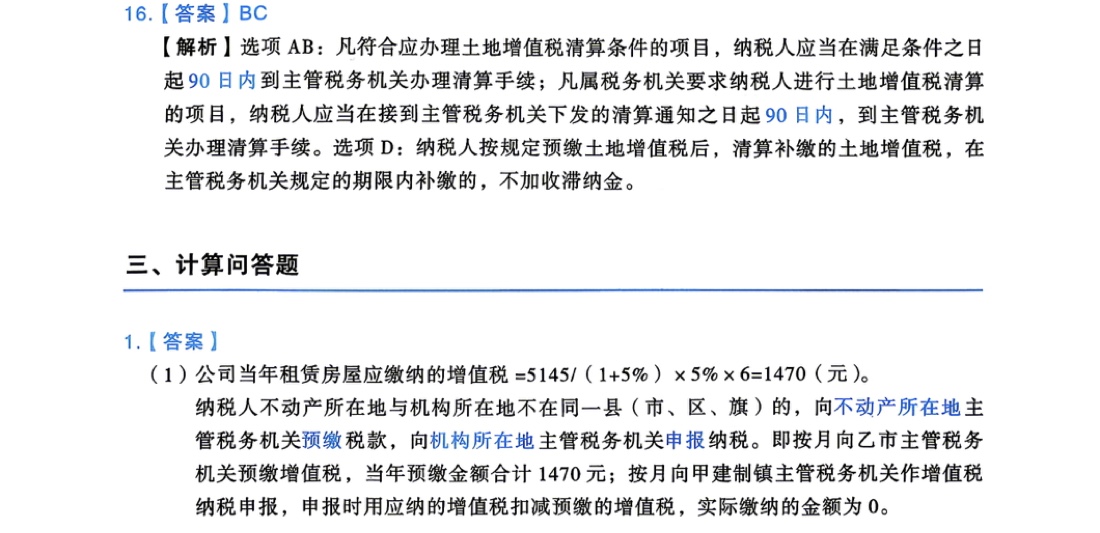 16.【答案】BC
【解析】选项 AB：凡符合应办理土地增值税清算条件的项目，纳税人应当在满足条件之日
起 90 日内到主管税务机关办理清算手续；凡属税务机关要求纳税人进行土地增值税清算
的项目，纳税人应当在接到主管税务机关下发的清算通知之日起 90 日内，到主管税务机
关办理清算手续。选项 D：纳税人按规定预缴土地增值税后，清算补缴的土地增值税，在
主管税务机关规定的期限内补缴的，不加收滞纳金。
三、计算问答题
1.【答案】
（1）公司当年租赁房屋应缴纳的增值税 =5145/（1+5%）×5%×6=1470（元）。
纳税人不动产所在地与机构所在地不在同一县（市、区、旗）的，向不动产所在地主
管税务机关预缴税款，向机构所在地主管税务机关申报纳税。即按月向乙市主管税务
机关预缴增值税，当年预缴金额合计 1470 元；按月向甲建制镇主管税务机关作增值税
纳税申报，申报时用应纳的增值税扣减预缴的增值税，实际缴纳的金额为 0。